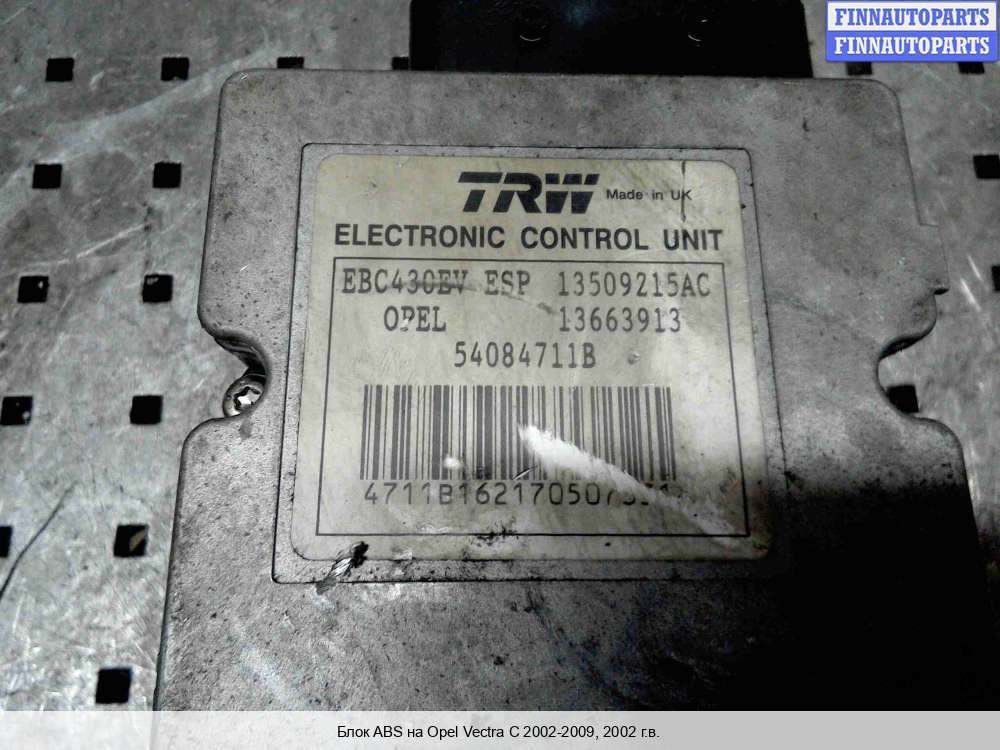 FINNAUTOPARTS
FINNAUTOPARTS
TRW Made in UK
ELECTRONIC CONTROL UNIT
EBC430EV ESP 13509215AC
OPEL 13663913
54084711B
Блок ABS на Opel Vectra C 2002-2009, 2002 г.в.